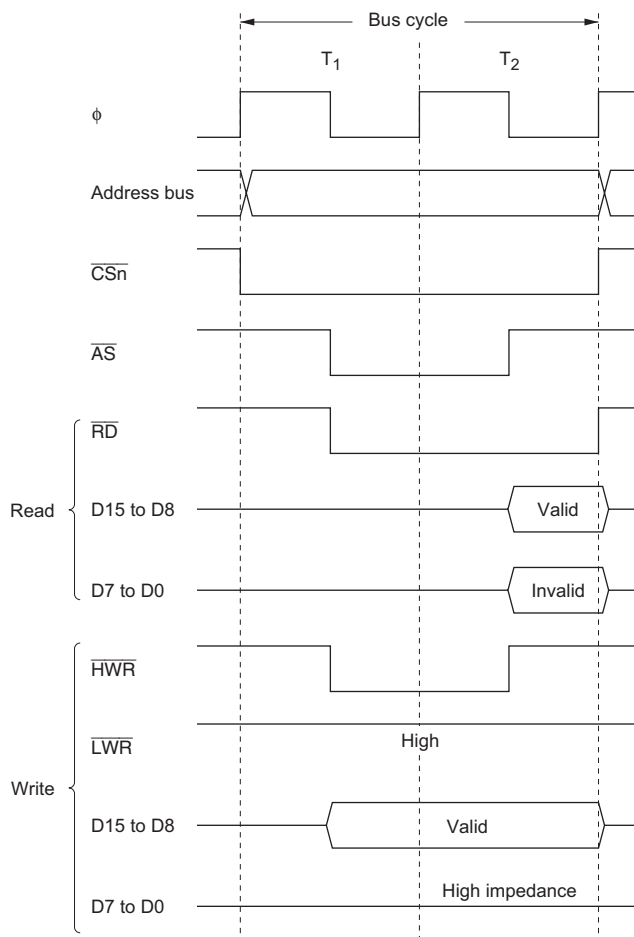 Bus cycle
T1 T2
ϕ
Address bus
CSn
AS
RD
Read
D15 to D8 Valid
D7 to D0 Invalid
HWR
LWR High
Write
D15 to D8 Valid
D7 to D0 High impedance